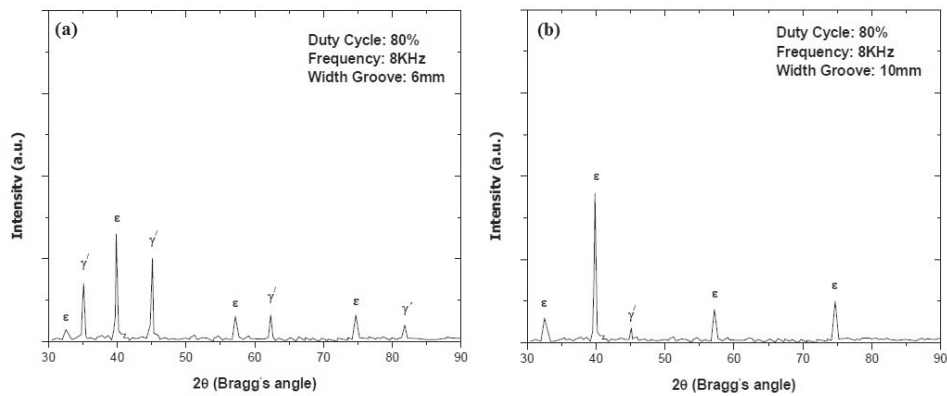 (a)
Duty Cycle: 80%
Frequency: 8KHz
Width Groove: 6mm
Intensity (a.u.)
ε
γ′
ε
γ′
ε
γ′
ε
γ′
30 40 50 60 70 80 90
2θ (Bragg's angle)
(b)
Duty Cycle: 80%
Frequency: 8KHz
Width Groove: 10mm
Intensity (a.u.)
ε
ε
γ′
ε
ε
30 40 50 60 70 80 90
2θ (Bragg's angle)